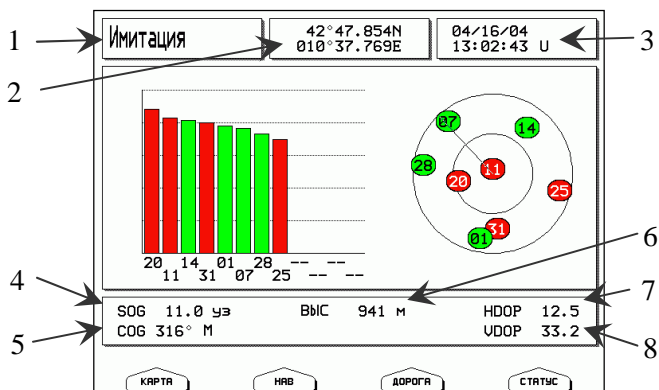 1
Имитация
42°47.854N
010°37.769E
04/16/04
13:02:43 U
3
2
07
14
28
20
11
25
31
01
20 14 01 28 -- --
11 31 07 25 -- --
6
4
7
SOG 11.0 уз ВЫС 941 м HDOP 12.5
COG 316° M VDOP 33.2
5
8
КАРТА НАВ ДОРОГА СТАТУС